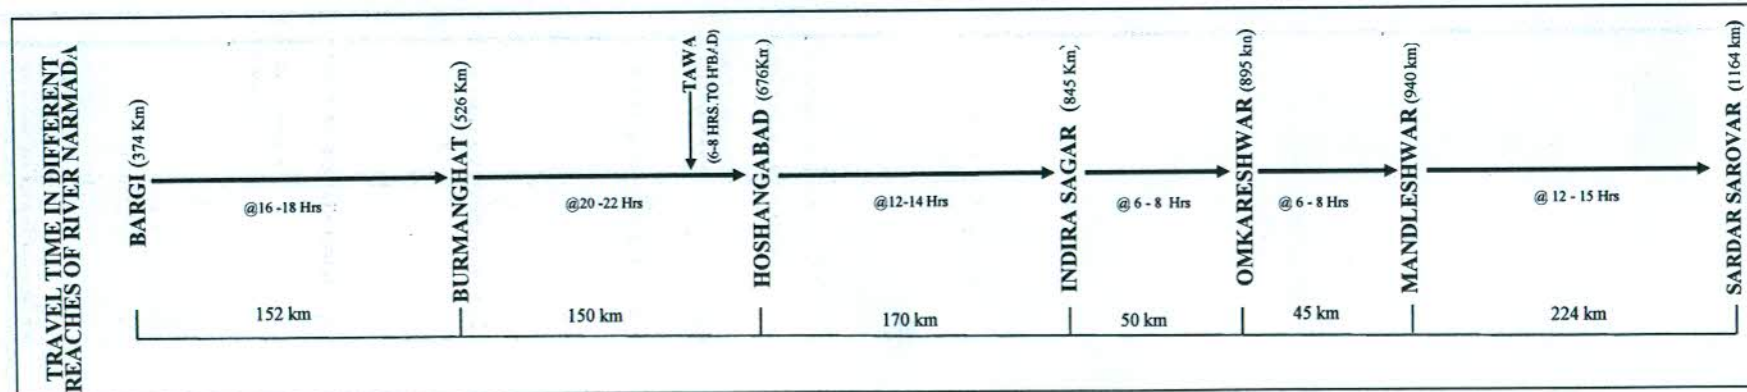 TRAVEL TIME IN DIFFERENT
REACHES OF RIVER NARMADA
BARGI (374 Km)
@16 -18 Hrs
BURMANGHAT (526 Km)
@20 -22 Hrs
TAWA
(6-8 HRS.TO H'BAD)
HOSHANGABAD (676Km)
@12-14 Hrs
INDIRA SAGAR (845 Km)
@ 6 - 8 Hrs
OMKARESHWAR (895 km)
@ 6 - 8 Hrs
MANDLESHWAR (940 km)
@ 12 - 15 Hrs
SARDAR SAROVAR (1164 km)
152 km
150 km
170 km
50 km
45 km
224 km